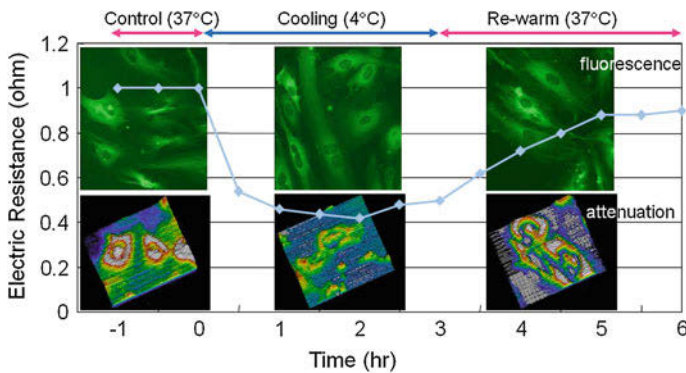 Control (37°C) Cooling (4°C) Re-warm (37°C)
Electric Resistance (ohm)
1.2
1
0.8
0.6
0.4
0.2
0
fluorescence
attenuation
-1 0 1 2 3 4 5 6
Time (hr)